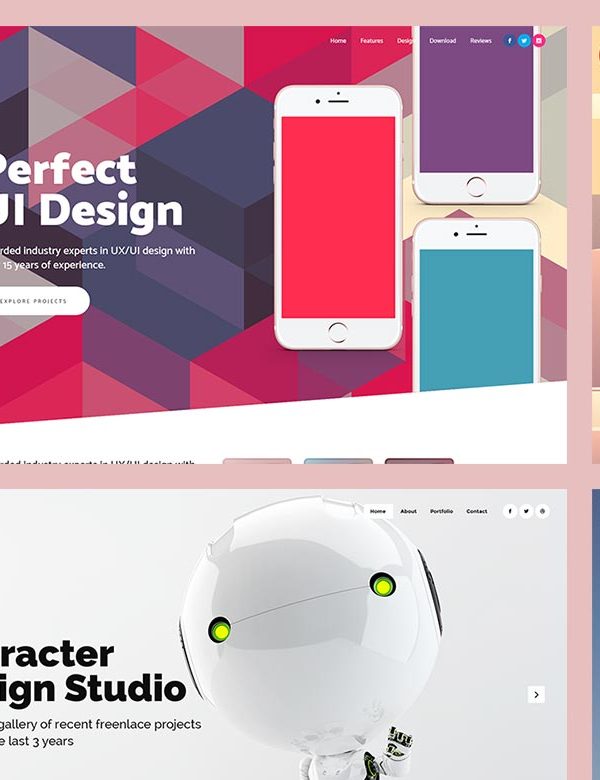 Home Features Design Download Reviews
Perfect
UI Design
rded industry experts in UX/UI design with
15 years of experience.
EXPLORE PROJECTS
rded industry experts in UX/UI design with
Home About Portfolio Contact
racter
ign Studio
gallery of recent freenlace projects
e last 3 years